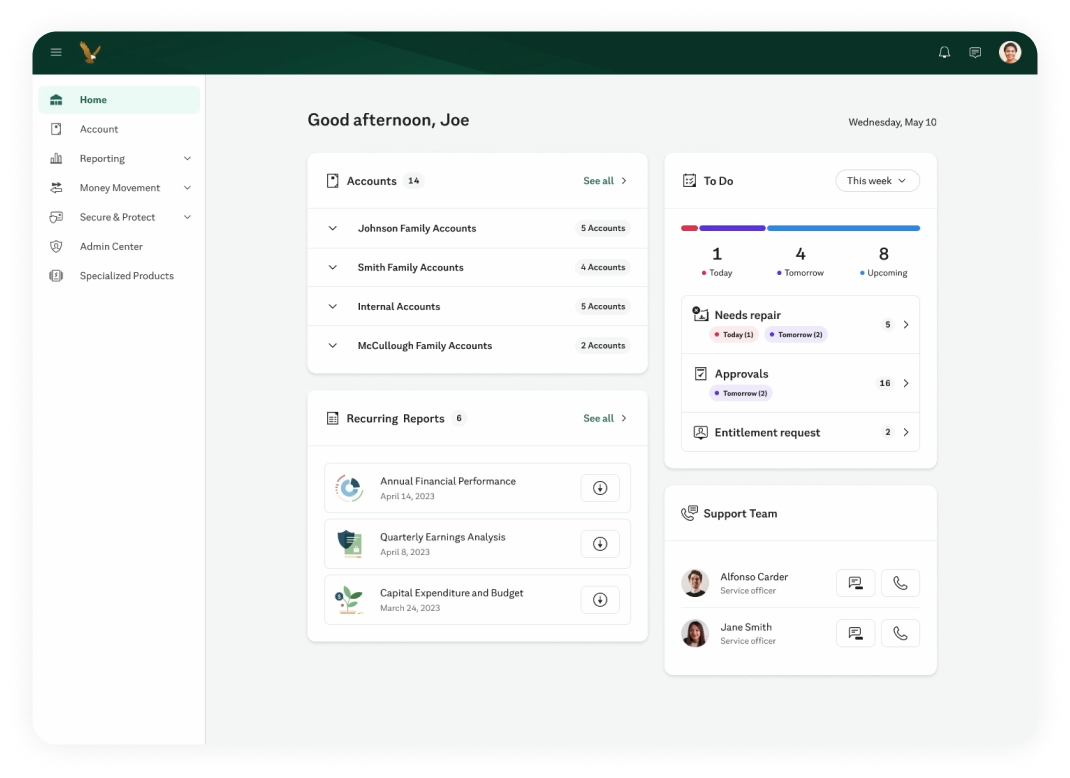 Home
Account
Reporting
Money Movement
Secure & Protect
Admin Center
Specialized Products
Good afternoon, Joe
Wednesday, May 10
Accounts 14
See all
Johnson Family Accounts
5 Accounts
Smith Family Accounts
4 Accounts
Internal Accounts
5 Accounts
McCullough Family Accounts
2 Accounts
Recurring Reports 6
See all
Annual Financial Performance
April 14, 2023
Quarterly Earnings Analysis
April 8, 2023
Capital Expenditure and Budget
March 24, 2023
To Do
This week
1
Today
4
Tomorrow
8
Upcoming
Needs repair
Today (1)
Tomorrow (2)
5
Approvals
Tomorrow (2)
16
Entitlement request
2
Support Team
Alfonso Carder
Service officer
Jane Smith
Service officer